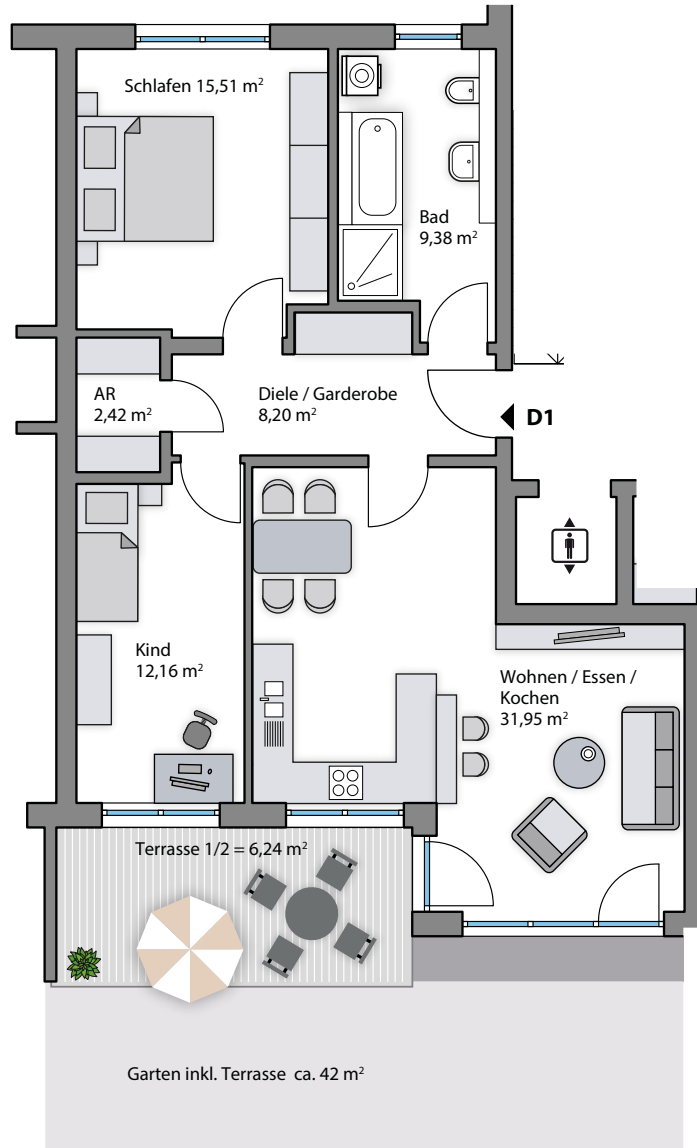 Schlafen 15,51 m²
Bad
9,38 m²
AR
2,42 m²
Diele / Garderobe
8,20 m²
D1
Kind
12,16 m²
Wohnen / Essen /
Kochen
31,95 m²
Terrasse 1/2 = 6,24 m²
Garten inkl. Terrasse ca. 42 m²